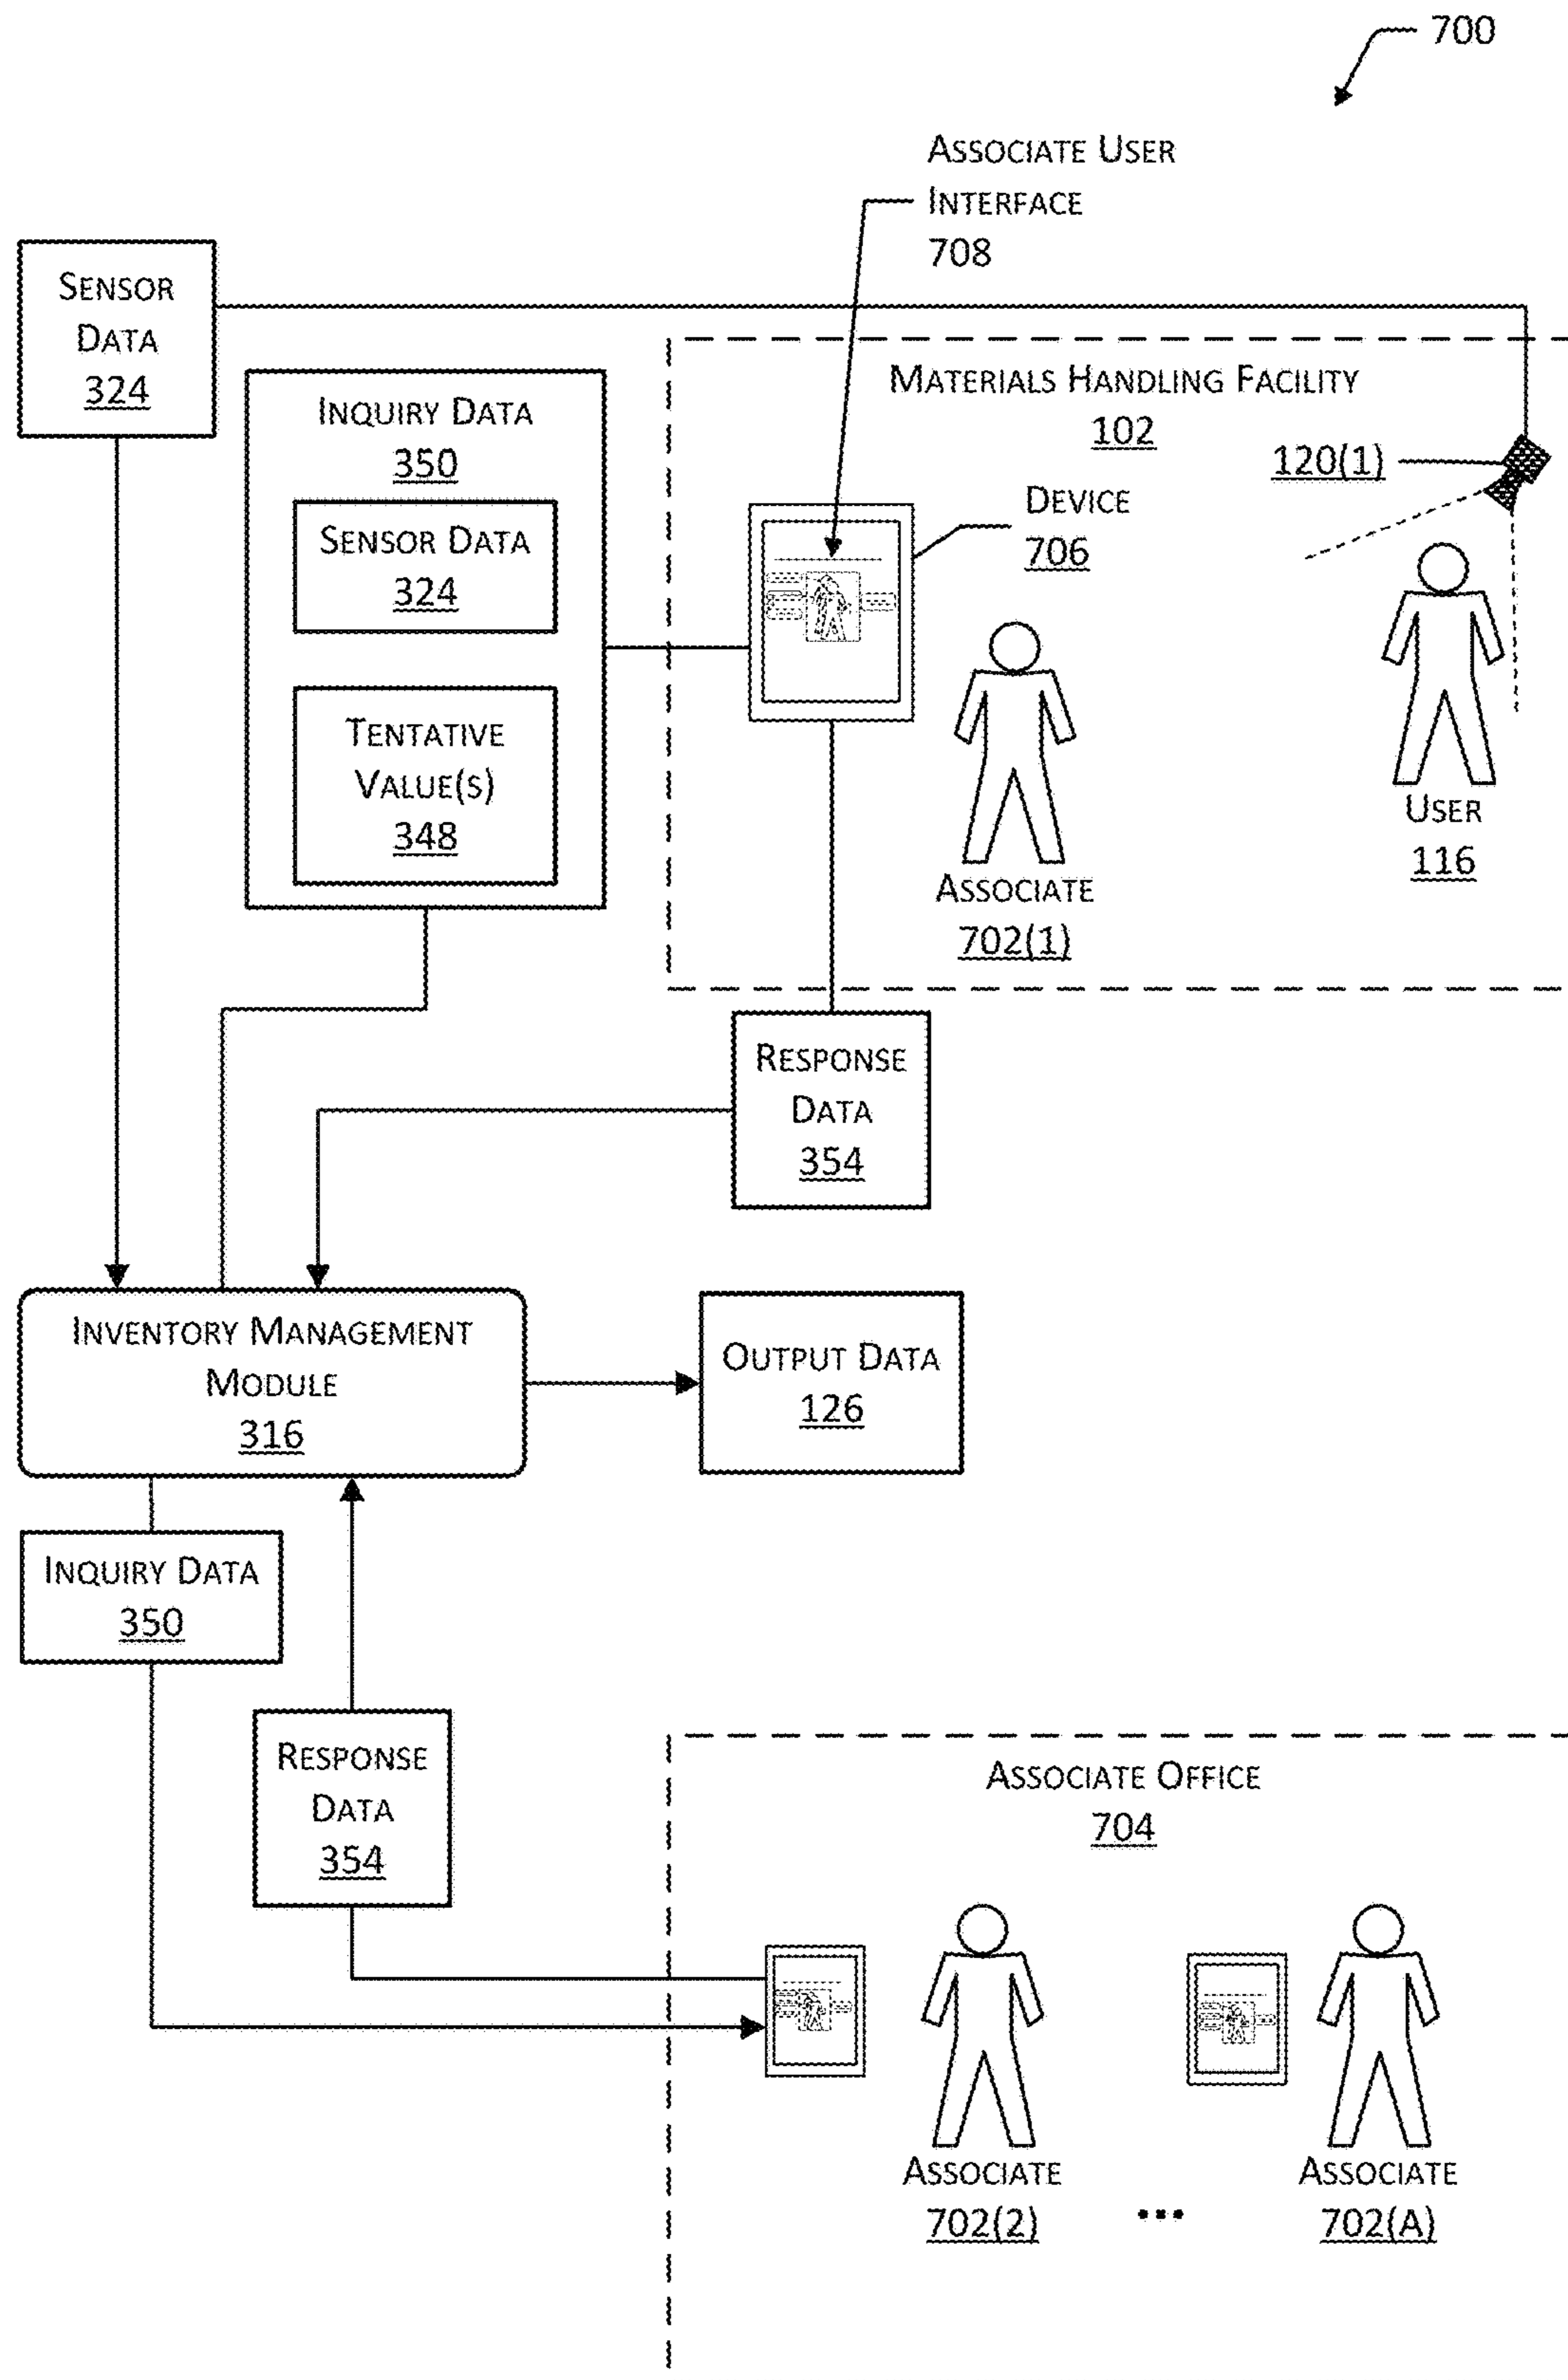 700
Associate User
Interface
708
Sensor
Data
324
Materials Handling Facility
102
Inquiry Data
350
120(1)
Device
706
Sensor Data
324
Tentative
Value(s)
348
User
116
Associate
702(1)
Response
Data
354
Inventory Management
Module
316
Output Data
126
Inquiry Data
350
Response
Data
354
Associate Office
704
Associate
702(2)
...
Associate
702(A)